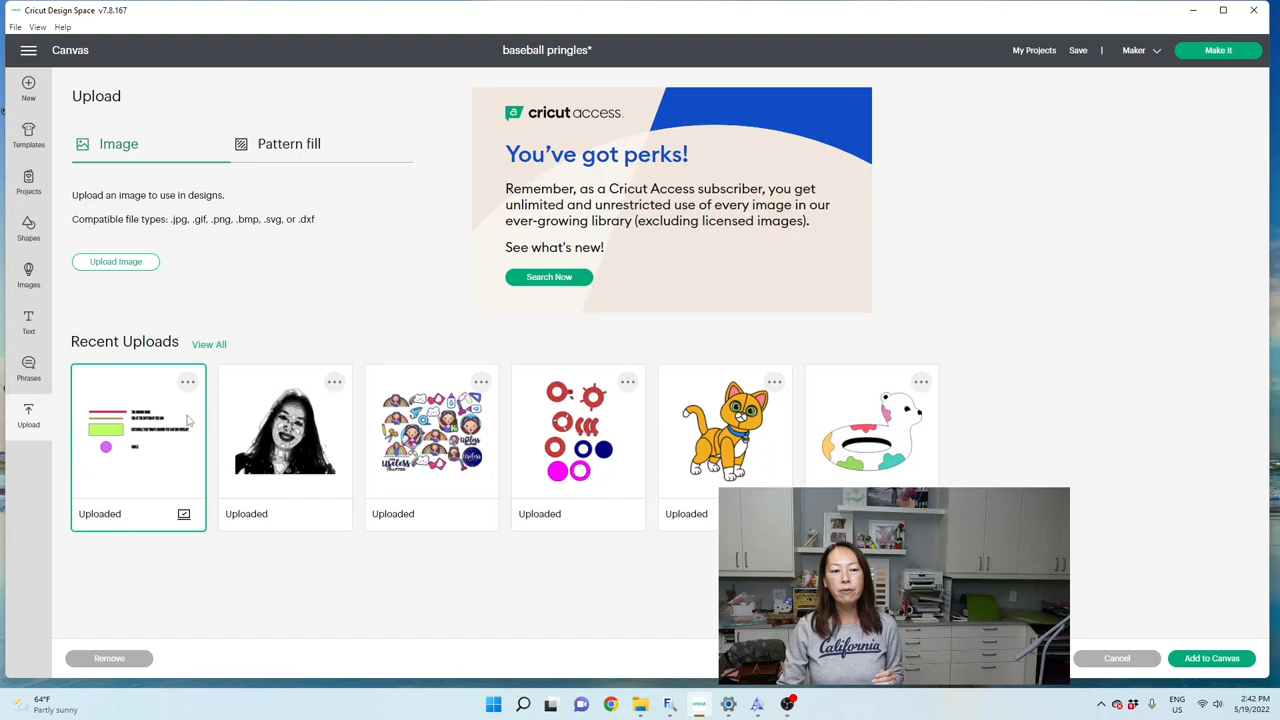 Cricut Design Space v7.8.167
File View Help
Canvas
baseball pringles*
My Projects Save | Maker Make It
New
Templates
Projects
Shapes
Images
Text
Phrases
Upload
Upload
Image Pattern fill
Upload an image to use in designs.
Compatible file types: .jpg, .gif, .png, .bmp, .svg, or .dxf
Upload Image
cricut access.
You've got perks!
Remember, as a Cricut Access subscriber, you get
unlimited and unrestricted use of every image in our
ever-growing library (excluding licensed images).
See what's new!
Search Now
Recent Uploads View All
Uploaded
Uploaded
Uploaded
Uploaded
Uploaded
California
Remove
Cancel Add to Canvas
64°F
Partly sunny
ENG
US
2:42 PM
5/19/2022